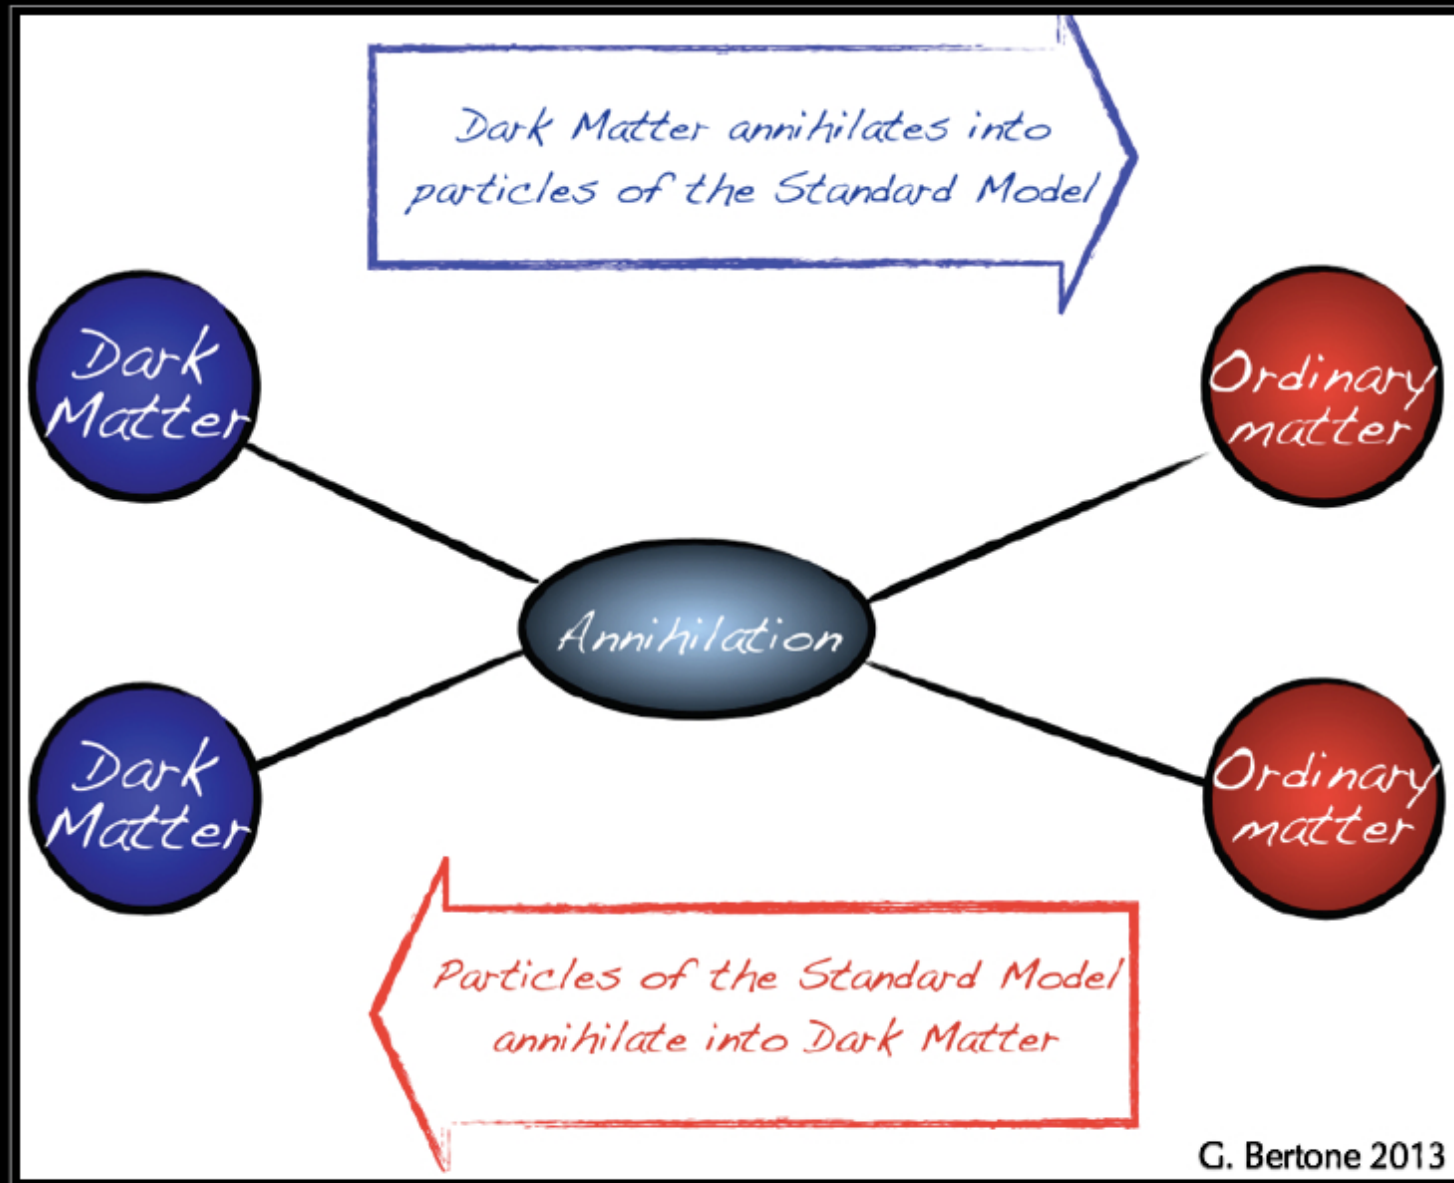 Dark Matter annihilates into
particles of the Standard Model
Dark
Matter
Ordinary
matter
Annihilation
Dark
Matter
Ordinary
matter
Particles of the Standard Model
annihilate into Dark Matter
G. Bertone 2013